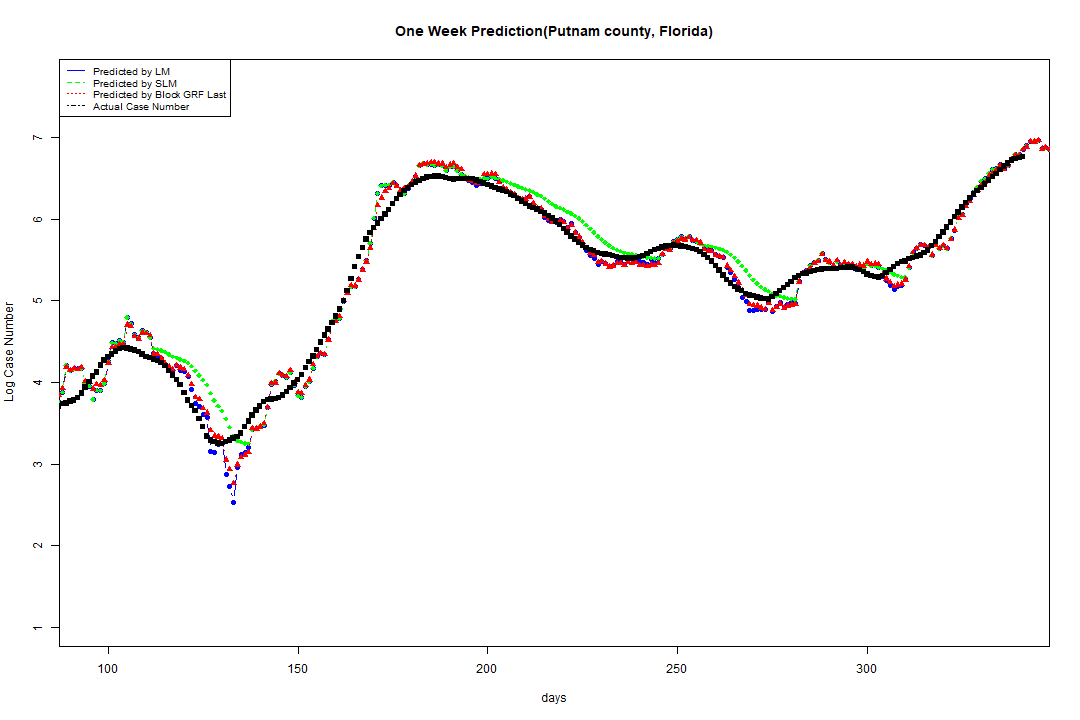 One Week Prediction(Putnam county, Florida)
Predicted by LM
Predicted by SLM
Predicted by Block GRF Last
Actual Case Number
7
6
5
4
3
2
1
Log Case Number
100 150 200 250 300
days